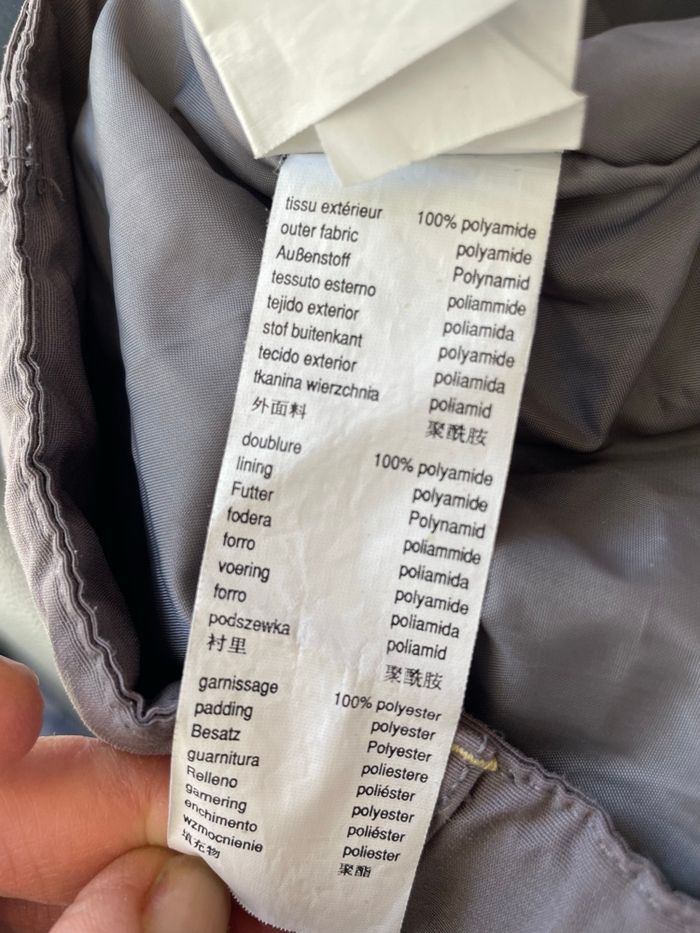 tissu extérieur 100% polyamide
outer fabric polyamide
Außenstoff Polynamid
tessuto esterno poliammide
tejido exterior poliamida
stof buitenkant polyamide
tecido exterior poliamida
tkanina wierzchnia poliamid
外面料 聚酰胺
doublure 100% polyamide
lining polyamide
Futter Polynamid
fodera poliammide
forro poliamida
voering polyamide
forro poliamida
podszewka poliamid
衬里 聚酰胺
garnissage 100% polyester
padding polyester
Besatz Polyester
guarnitura poliestere
Relleno poliéster
garnering polyester
enchimento poliéster
wzmocnienie poliester
填充物 聚酯